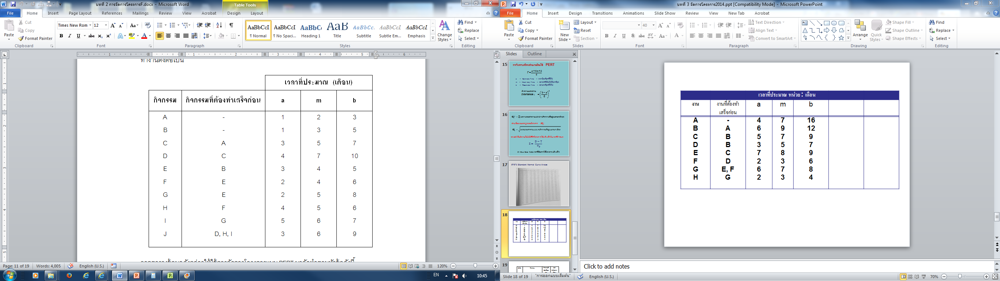 บทที่ 2 การจัดการโครงการF.docx - Microsoft Word
Table Tools
File Home Insert Page Layout References Mailings Review View Acrobat Design Layout
Paste
Cut
Copy
Format Painter
Clipboard
Times New Rom 12
Font
Paragraph
AaBbCcI AaBbCcI AaBbCc AaB AaBbCc. AaBbCcI AaBbCcI
¶ Normal ¶ No Spaci... Heading 1 Title Subtitle Subtle Em... Emphasis
Change Styles
Styles
Find
Replace
Select
Editing
เวลาที่ประมาณ (เดือน)
กิจกรรม กิจกรรมที่ต้องทำเสร็จก่อน a m b
A - 1 2 3
B - 1 3 5
C A 3 5 7
D C 4 7 10
E B 3 4 5
F E 2 4 6
G E 2 5 8
H F 4 5 6
I G 5 6 7
J D, H, I 3 6 9
Page: 11 of 19 Words: 4,005 English (U.S.) 120%
บทที่ 3 จัดการโครงการ2014.ppt [Compatibility Mode] - Microsoft PowerPoint
File Home Insert Design Transitions Animations Slide Show Review View New Tab Acrobat
Paste
Cut
Copy
Format Painter
Clipboard
New Slide
Layout
Reset
Section
Slides
40
Font
Text Direction
Align Text
Convert to SmartArt
Paragraph
Arrange
Quick Styles
Shape Fill
Shape Outline
Shape Effects
Drawing
Find
Replace
Select
Editing
Slides Outline
15
PERT
(Variance)
16
17
ตาราง Standard Normal Curve Areas
18
19
เวลาที่ประมาณ หน่วย : เดือน
งาน งานที่ต้องทำเสร็จก่อน a m b
A - 4 7 16
B A 6 9 12
C B 5 7 9
D B 3 5 7
E C 7 8 9
F D 2 3 6
G E, F 6 7 8
H G 2 3 4
Click to add notes
Slide 18 of 19 "การออกแบบเริ่มต้น" English (U.S.) 70%
EN 10:45